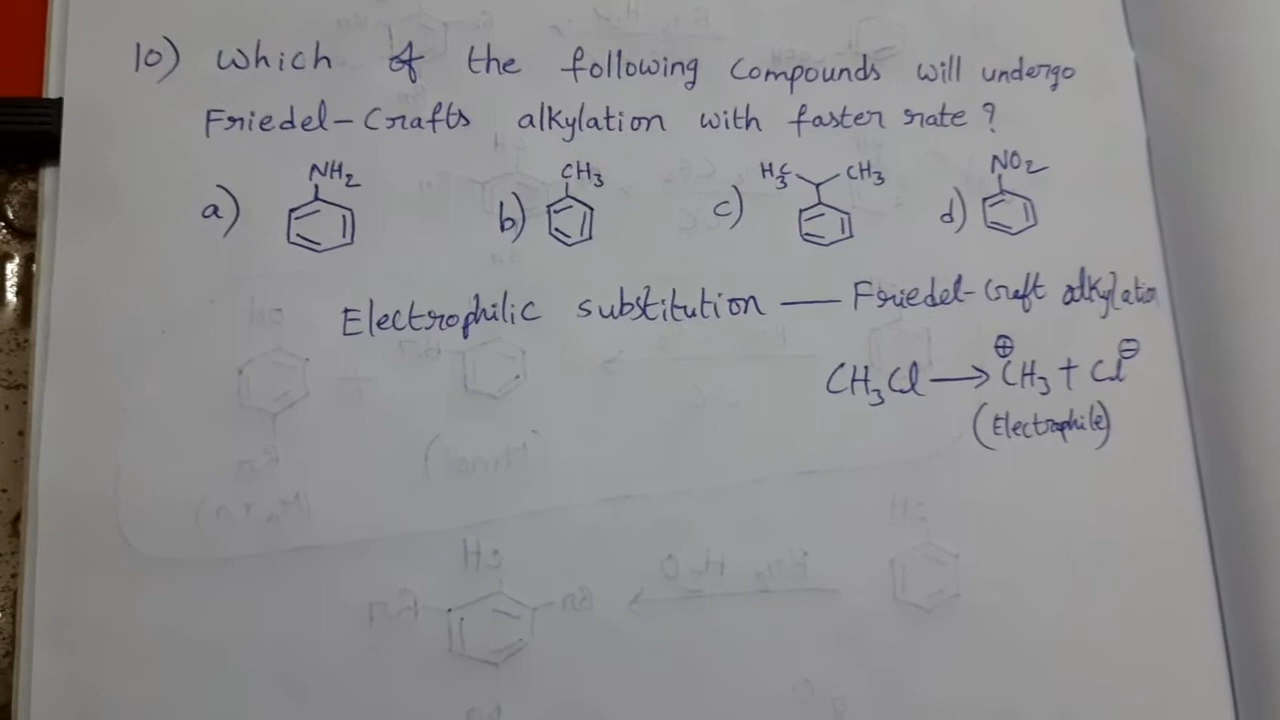 10) Which of the following compounds will undergo
Friedel-Crafts alkylation with faster rate?
a) NH2 b) CH3 c) H3C CH3 d) NO2
Electrophilic substitution — Friedel-Craft alkylation
CH3Cl → ⊕CH3 + Cl⊖
(Electrophile)